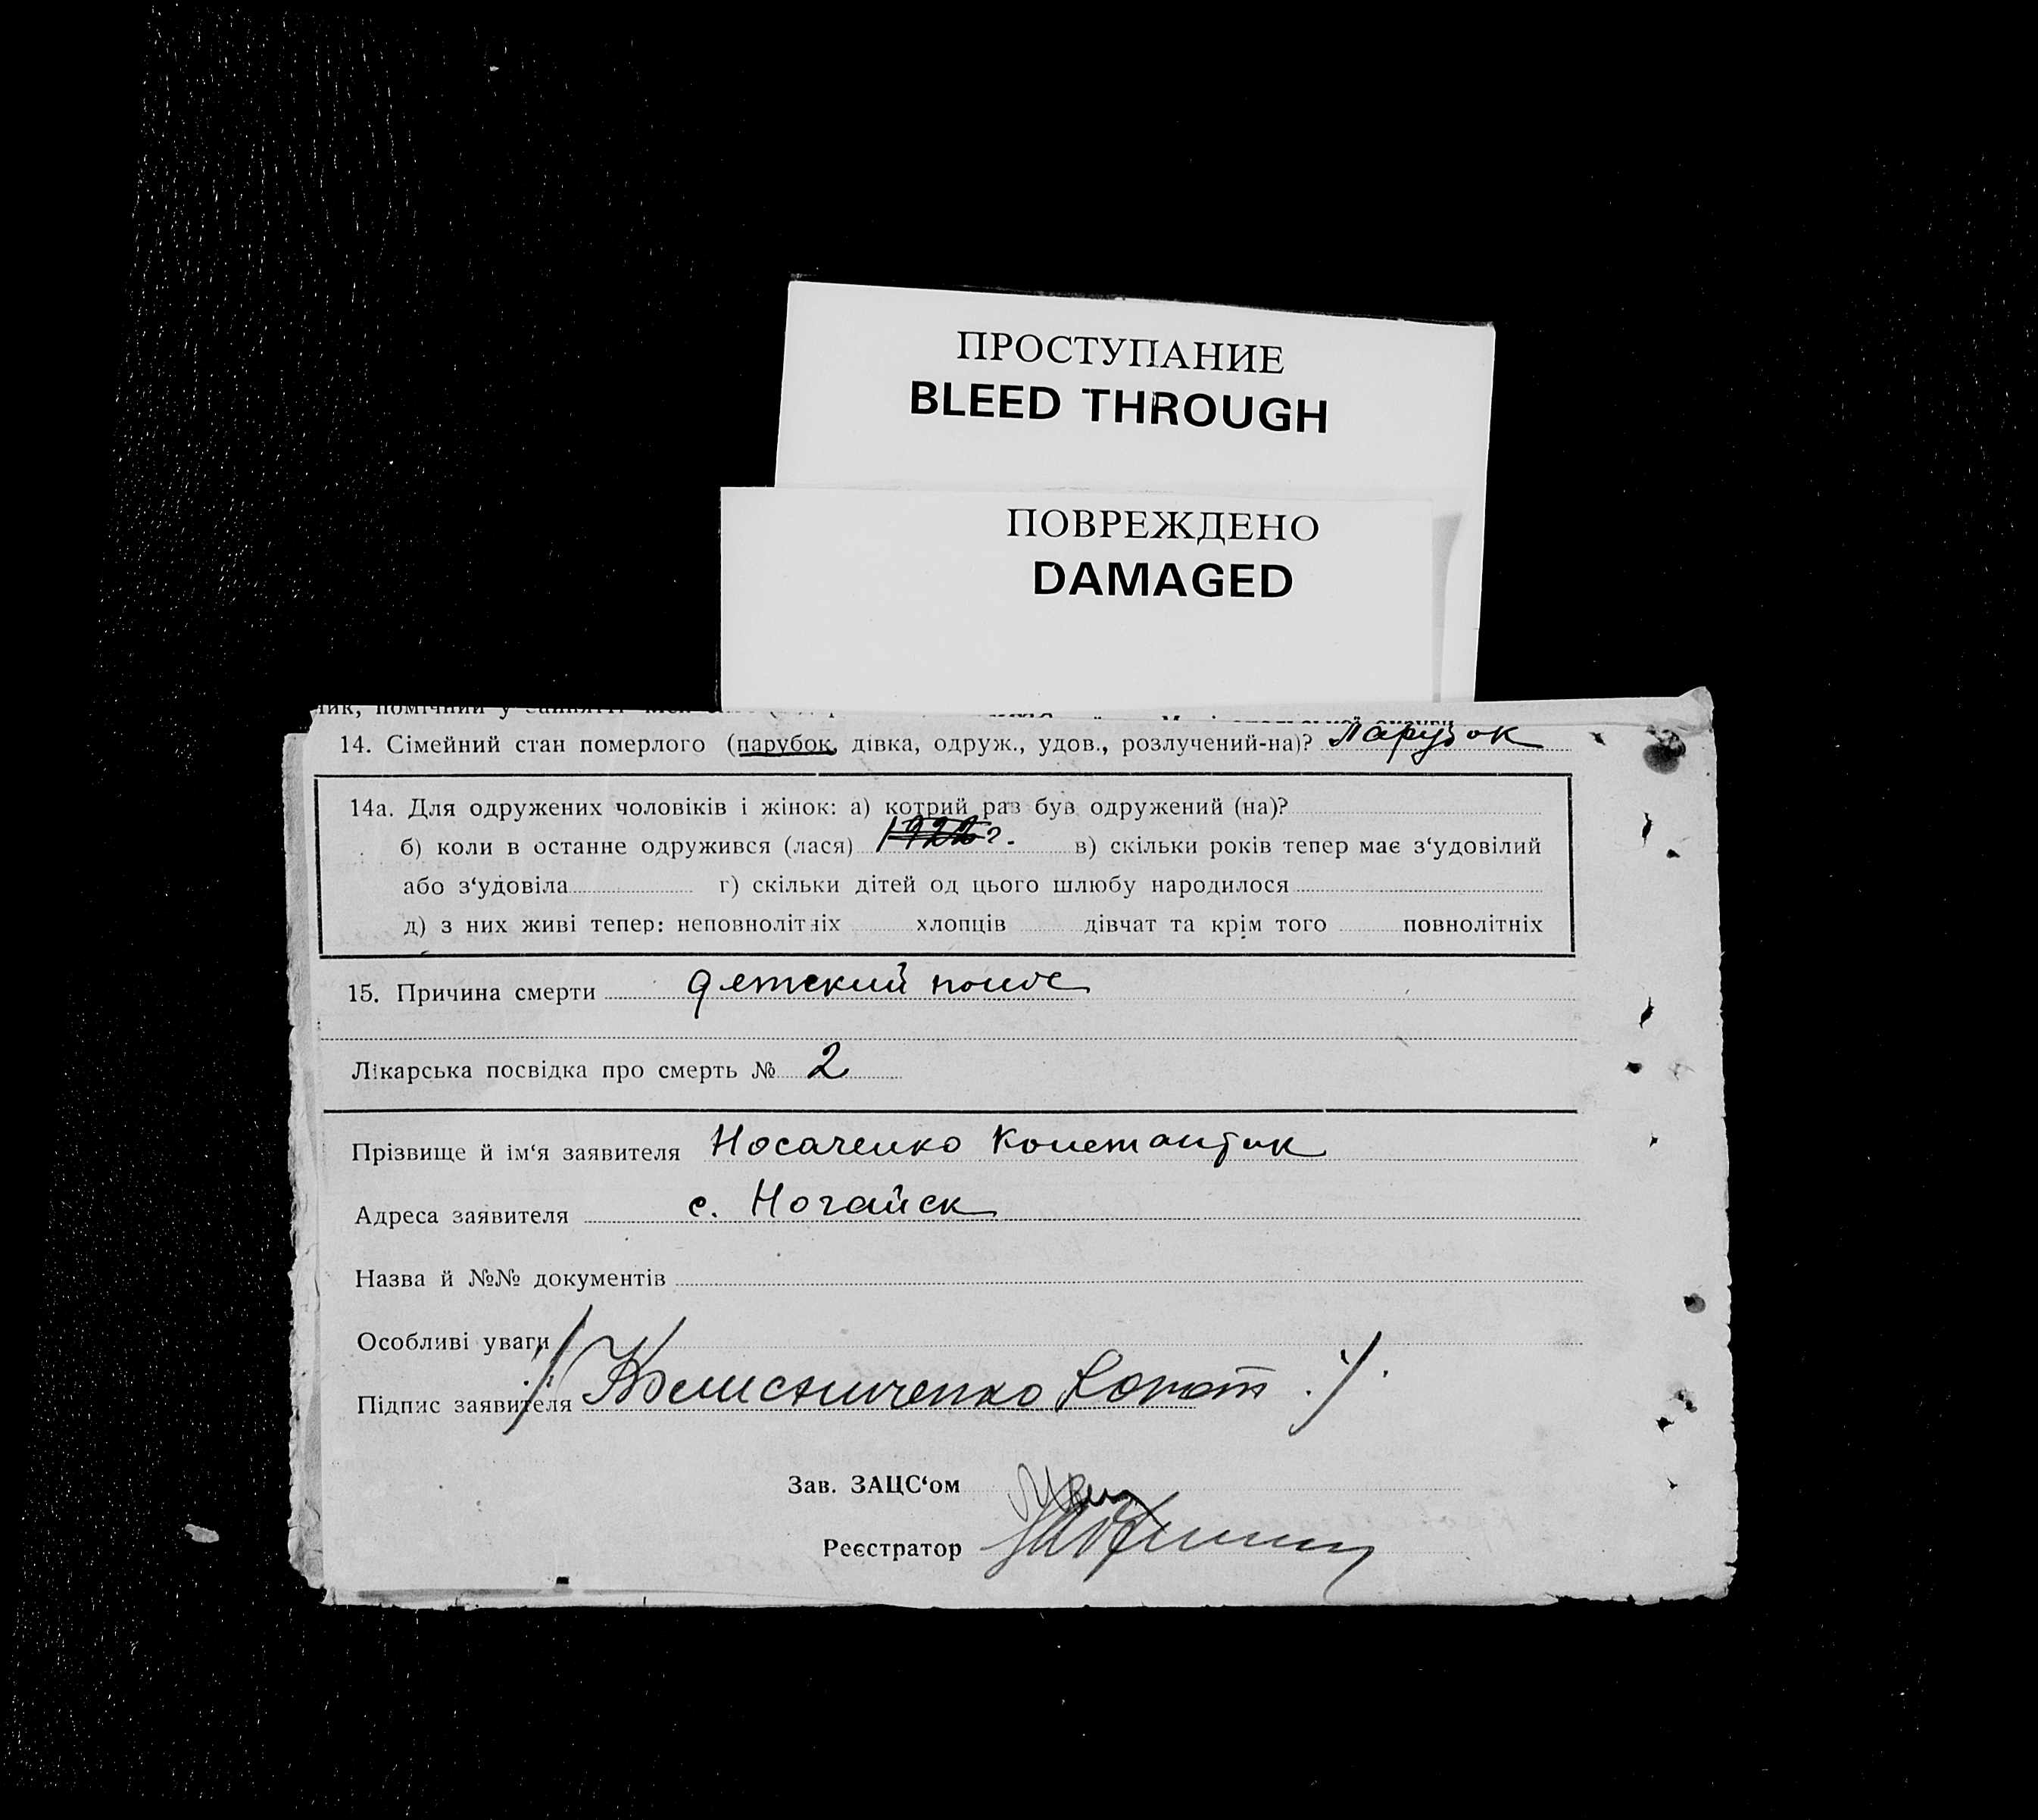 ПРОСТУПАНИЕ
BLEED THROUGH
ПОВРЕЖДЕНО
DAMAGED
14. Сімейний стан померлого (парубок, дівка, одруж., удов., розлучений-на)? Парубок
14а. Для одружених чоловіків і жінок: а) котрий раз був одружений (на)?
б) коли в останне одружився (лася) 1922 г. в) скільки років тепер має з‘удовілий
або з‘удовіла г) скільки дітей од цього шлюбу народилося
д) з них живі тепер: неповнолітніх хлопців дівчат та крім того повнолітніх
15. Причина смерти детский
Лікарська посвідка про смерть № 2
Прізвище й ім‘я заявителя Носаченко Константин
Адреса заявителя с. Ногайск
Назва й №№ документів
Особливі уваги
Підпис заявителя
Зав. ЗАЦС‘ом
Реєстратор